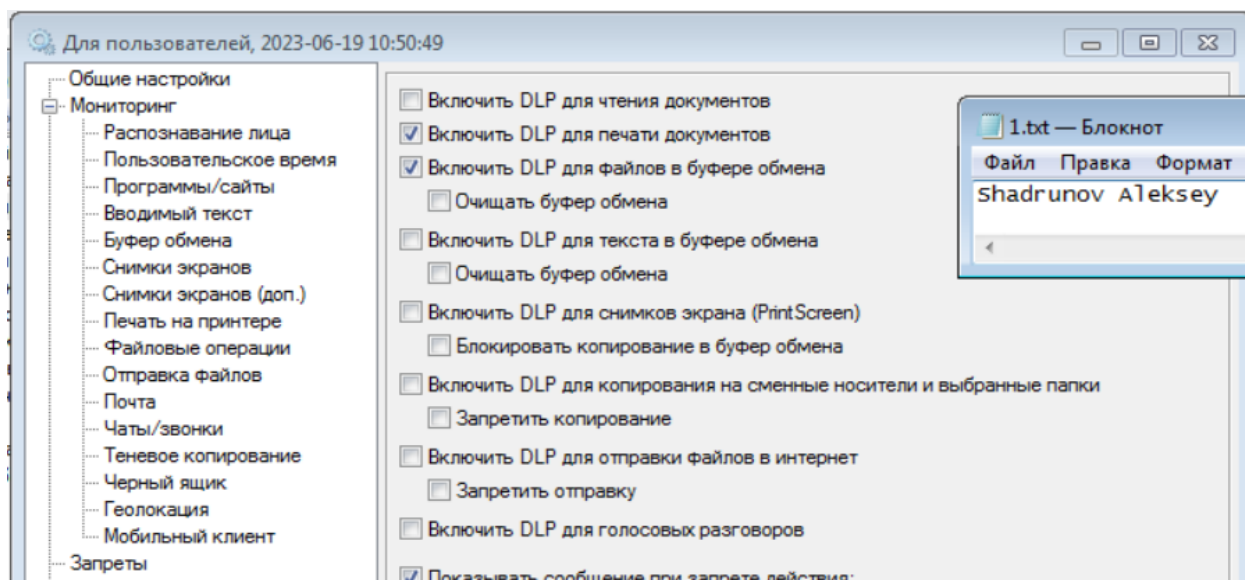 Для пользователей, 2023-06-19 10:50:49
Общие настройки
Мониторинг
Распознавание лица
Пользовательское время
Программы/сайты
Вводимый текст
Буфер обмена
Снимки экранов
Снимки экранов (доп.)
Печать на принтере
Файловые операции
Отправка файлов
Почта
Чаты/звонки
Теневое копирование
Черный ящик
Геолокация
Мобильный клиент
Запреты
Включить DLP для чтения документов
Включить DLP для печати документов
Включить DLP для файлов в буфере обмена
Очищать буфер обмена
Включить DLP для текста в буфере обмена
Очищать буфер обмена
Включить DLP для снимков экрана (PrintScreen)
Блокировать копирование в буфер обмена
Включить DLP для копирования на сменные носители и выбранные папки
Запретить копирование
Включить DLP для отправки файлов в интернет
Запретить отправку
Включить DLP для голосовых разговоров
Показывать сообщение при запрете действия:
1.txt — Блокнот
Файл Правка Формат
Shadrunov Aleksey